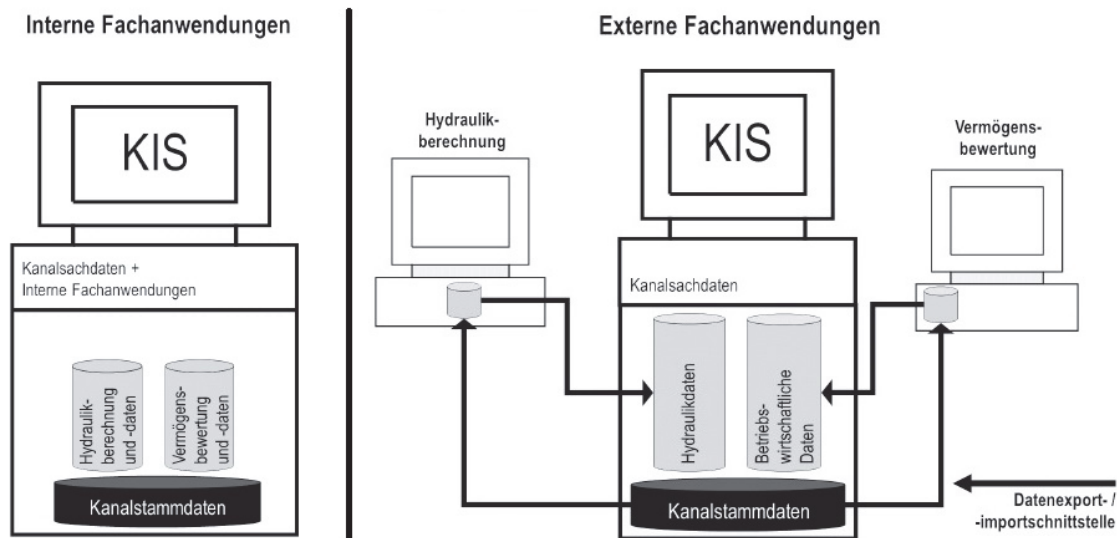 Interne Fachanwendungen
KIS
Kanalsachdaten +
Interne Fachanwendungen
Hydraulik-
berechnung
und -daten
Vermögens-
bewertung
und -daten
Kanalstammdaten
Externe Fachanwendungen
Hydraulik-
berechnung
KIS
Vermögens-
bewertung
Kanalsachdaten
Hydraulikdaten
Betriebs-
wirtschaftliche
Daten
Kanalstammdaten
Datenexport- /
-importschnittstelle